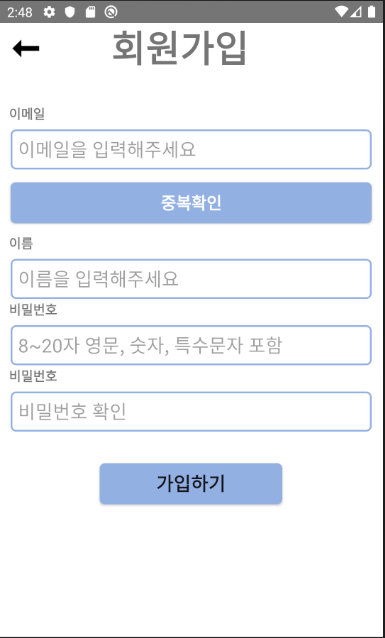 2:48
회원가입
이메일
이메일을 입력해주세요
중복확인
이름
이름을 입력해주세요
비밀번호
8~20자 영문, 숫자, 특수문자 포함
비밀번호
비밀번호 확인
가입하기